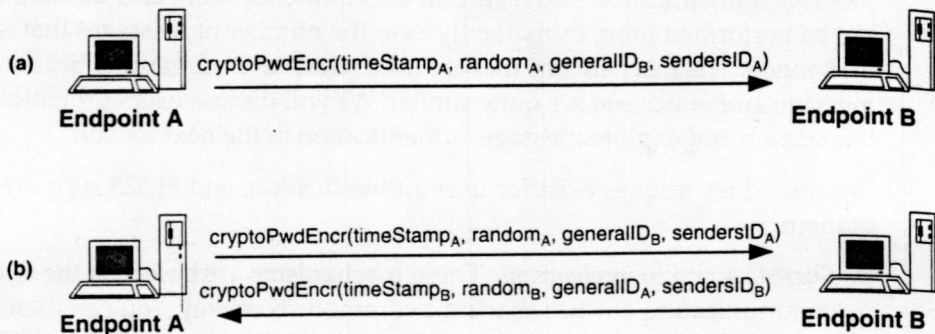 (a) cryptoPwdEncr(timeStampA, randomA, generalIDB, sendersIDA)
Endpoint A Endpoint B
(b) cryptoPwdEncr(timeStampA, randomA, generalIDB, sendersIDA)
cryptoPwdEncr(timeStampB, randomB, generalIDA, sendersIDB)
Endpoint A Endpoint B